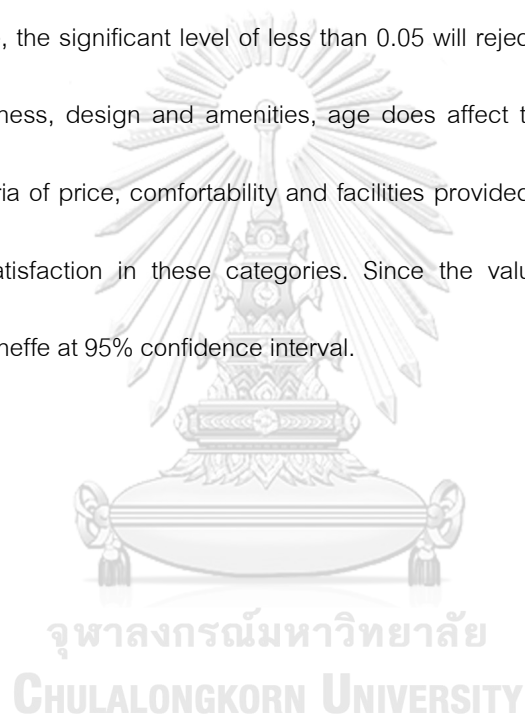 , the significant level of less than 0.05 will rejec
ness, design and amenities, age does affect t
ria of price, comfortability and facilities provided
atisfaction in these categories. Since the valu
neffe at 95% confidence interval.
จุฬาลงกรณ์มหาวิทยาลัย
CHULALONGKORN UNIVERSITY